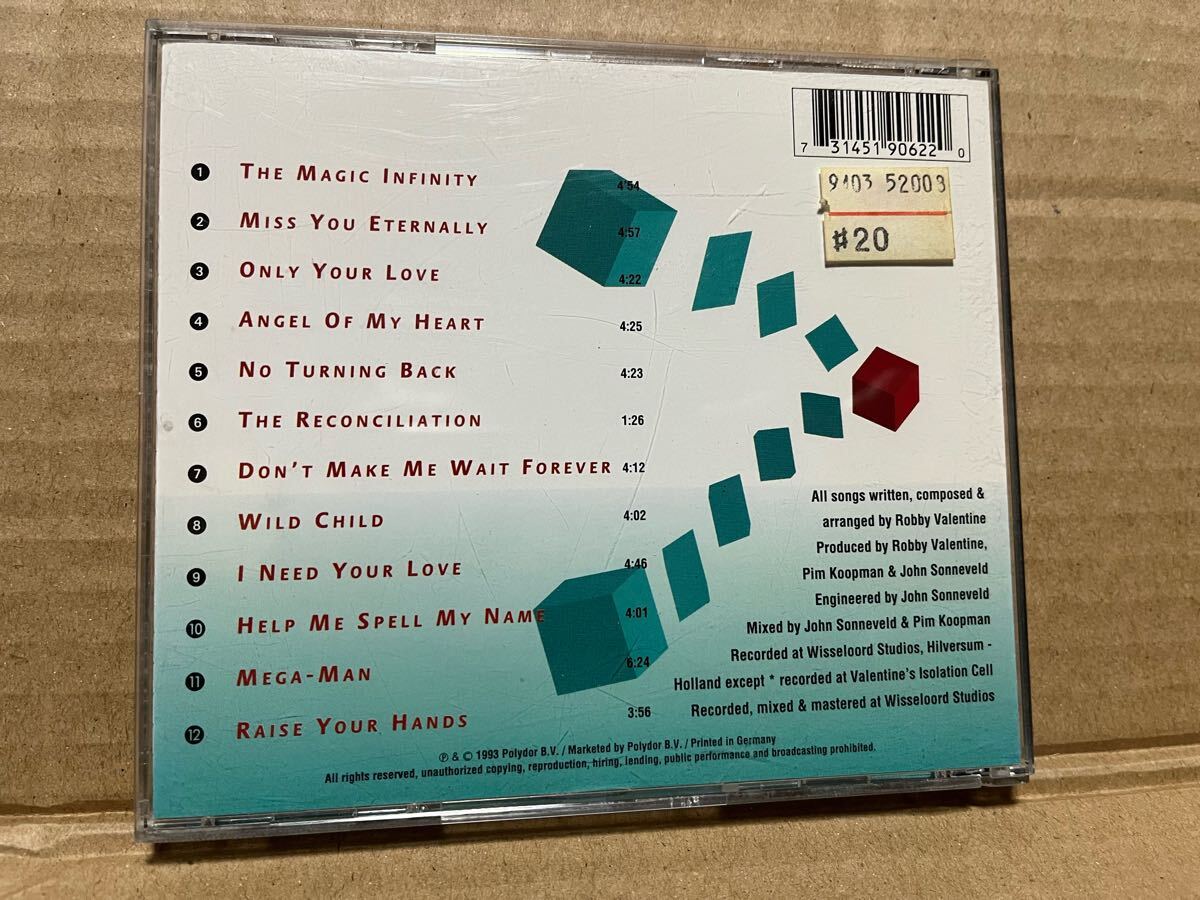 7 31451 90622 0
9403 52003
#20
1 THE MAGIC INFINITY 4'54
2 MISS YOU ETERNALLY 4:57
3 ONLY YOUR LOVE 4:22
4 ANGEL OF MY HEART 4:25
5 NO TURNING BACK 4:23
6 THE RECONCILIATION 1:26
7 DON'T MAKE ME WAIT FOREVER 4:12
8 WILD CHILD 4:02
9 I NEED YOUR LOVE 4:46
10 HELP ME SPELL MY NAME 4:01
11 MEGA-MAN 6:24
12 RAISE YOUR HANDS 3:56
All songs written, composed &
arranged by Robby Valentine
Produced by Robby Valentine,
Pim Koopman & John Sonneveld
Engineered by John Sonneveld
Mixed by John Sonneveld & Pim Koopman
Recorded at Wisseloord Studios, Hilversum -
Holland except * recorded at Valentine's Isolation Cell
Recorded, mixed & mastered at Wisseloord Studios
℗ & © 1993 Polydor B.V. / Marketed by Polydor B.V. / Printed in Germany
All rights reserved, unauthorized copying, reproduction, hiring, lending, public performance and broadcasting prohibited.